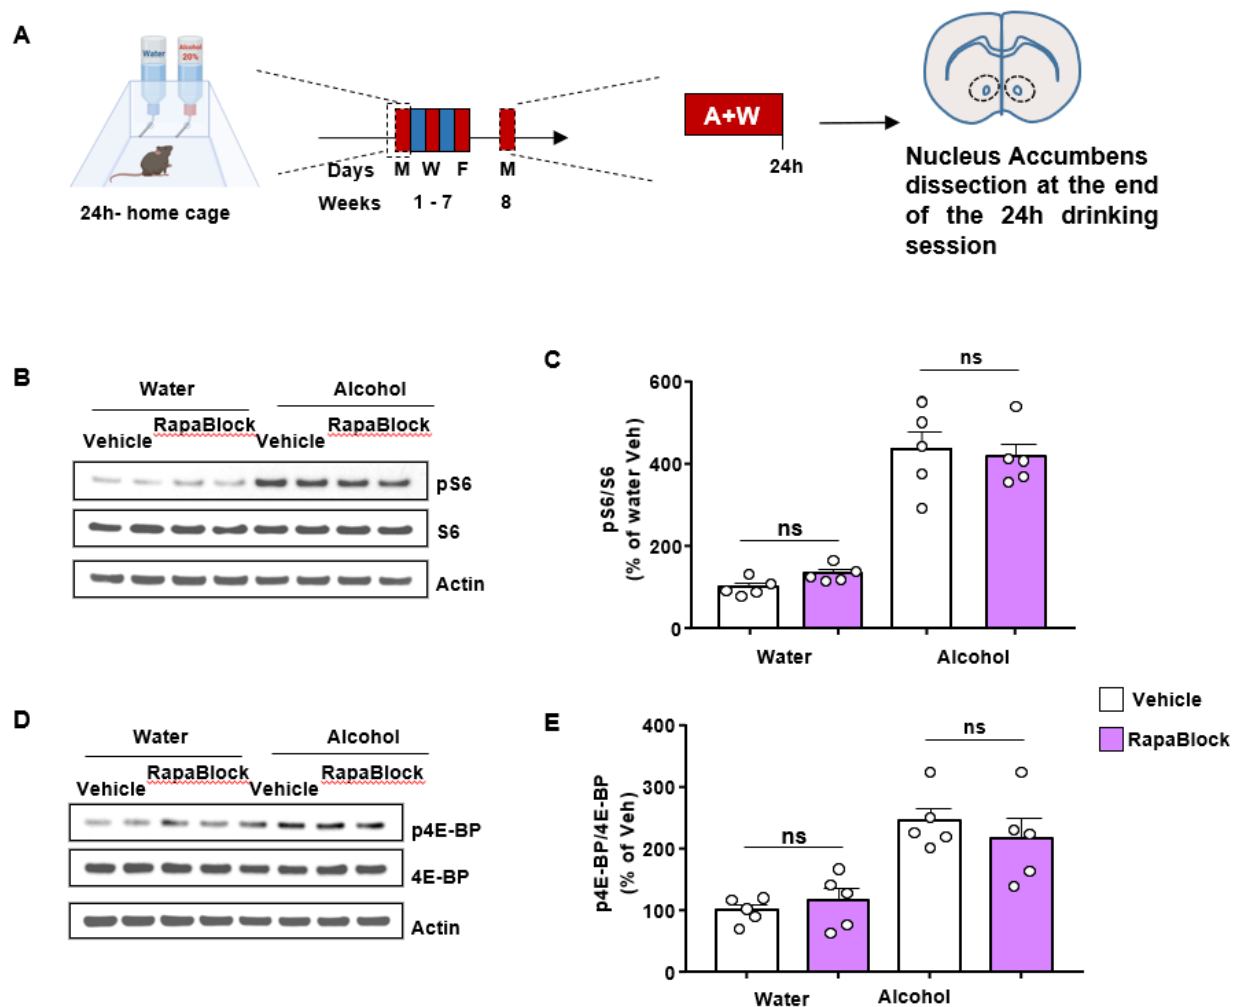 A
Water
Alcohol
20%
24h- home cage
Days M W F M
Weeks 1 - 7 8
A+W
24h
Nucleus Accumbens
dissection at the end
of the 24h drinking
session
B
Water Alcohol
Vehicle RapaBlock Vehicle RapaBlock
pS6
S6
Actin
C
pS6/S6
(% of water Veh)
600
400
200
0
ns
ns
Water Alcohol
Vehicle
RapaBlock
D
Water Alcohol
Vehicle RapaBlock Vehicle RapaBlock
p4E-BP
4E-BP
Actin
E
p4E-BP/4E-BP
(% of Veh)
400
300
200
100
0
ns
ns
Water Alcohol